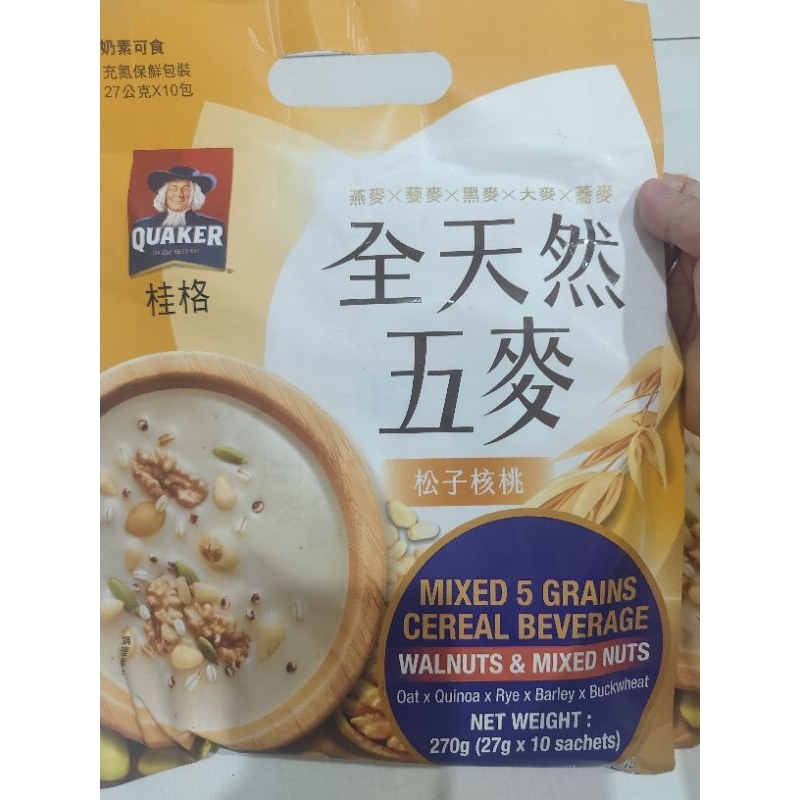 奶素可食
充氮保鮮包裝
27公克X10包
QUAKER
桂格
燕麥×藜麥×黑麥×大麥×蕎麥
全天然
五麥
松子核桃
MIXED 5 GRAINS
CEREAL BEVERAGE
WALNUTS & MIXED NUTS
Oat x Quinoa x Rye x Barley x Buckwheat
NET WEIGHT :
270g (27g x 10 sachets)